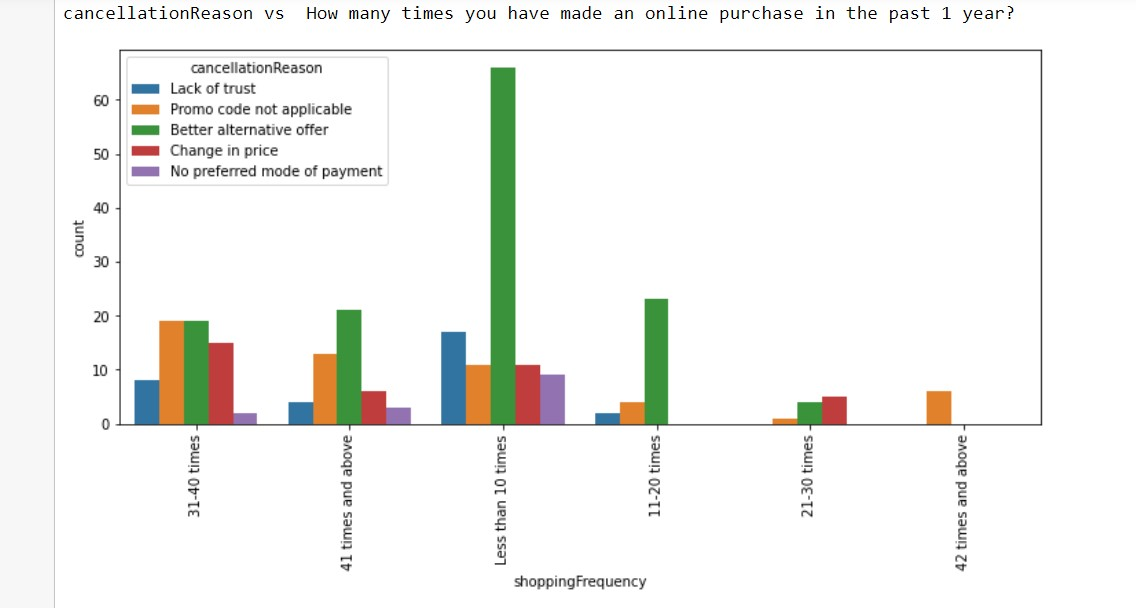 cancellationReason vs  How many times you have made an online purchase in the past 1 year?
cancellationReason
Lack of trust
Promo code not applicable
Better alternative offer
Change in price
No preferred mode of payment
60
50
40
30
20
10
0
count
31-40 times
41 times and above
Less than 10 times
11-20 times
21-30 times
42 times and above
shoppingFrequency